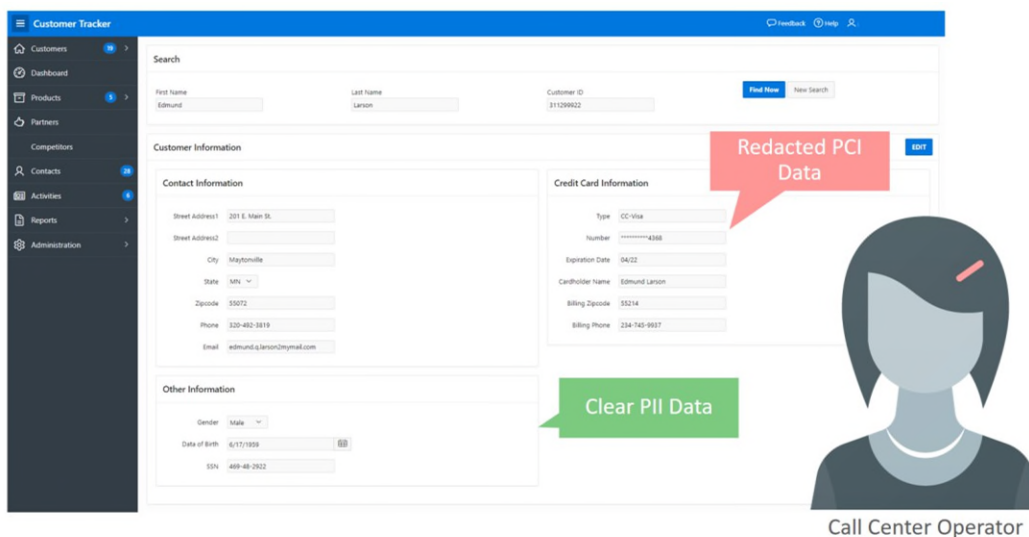 Customer Tracker
Feedback Help
Customers 19
Dashboard
Products 5
Partners
Competitors
Contacts 28
Activities 6
Reports
Administration
Search
First Name Last Name Customer ID
Edmund Larson 311299922
Find Now New Search
Customer Information
EDIT
Contact Information
Street Address1 201 E. Main St.
Street Address2
City Maytonville
State MN
Zipcode 55072
Phone 320-492-3819
Email edmund.q.larson2mymail.com
Credit Card Information
Type CC-Visa
Number **********4368
Expiration Date 04/22
Cardholder Name Edmund Larson
Billing Zipcode 55214
Billing Phone 234-745-9937
Redacted PCI
Data
Other Information
Gender Male
Date of Birth 6/17/1939
SSN 469-48-2922
Clear PII Data
Call Center Operator